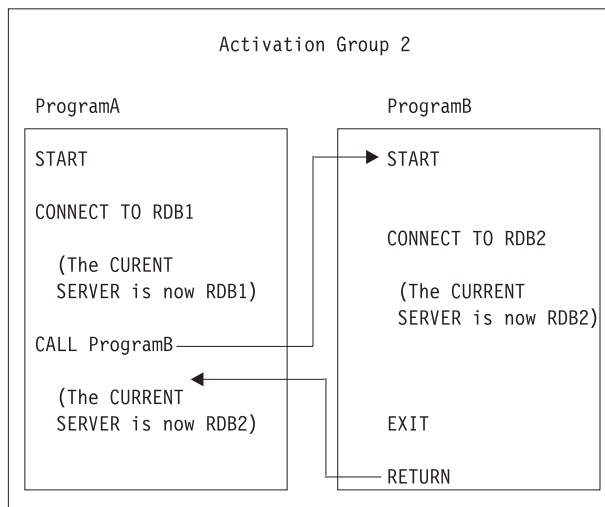 Activation Group 2
ProgramA
START
CONNECT TO RDB1
(The CURENT
SERVER is now RDB1)
CALL ProgramB
(The CURRENT
SERVER is now RDB2)
ProgramB
START
CONNECT TO RDB2
(The CURRENT
SERVER is now RDB2)
EXIT
RETURN